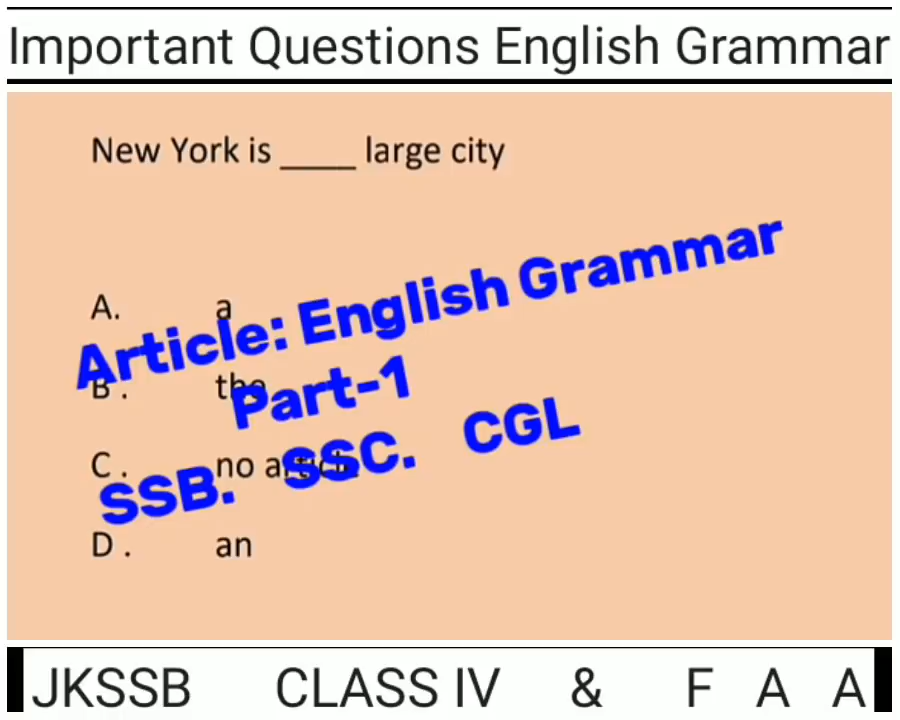 Important Questions English Grammar
New York is ____ large city
A. a
Article: English Grammar
B. the
Part-1
C. no article
SSB. SSC. CGL
D. an
JKSSB CLASS IV & F A A